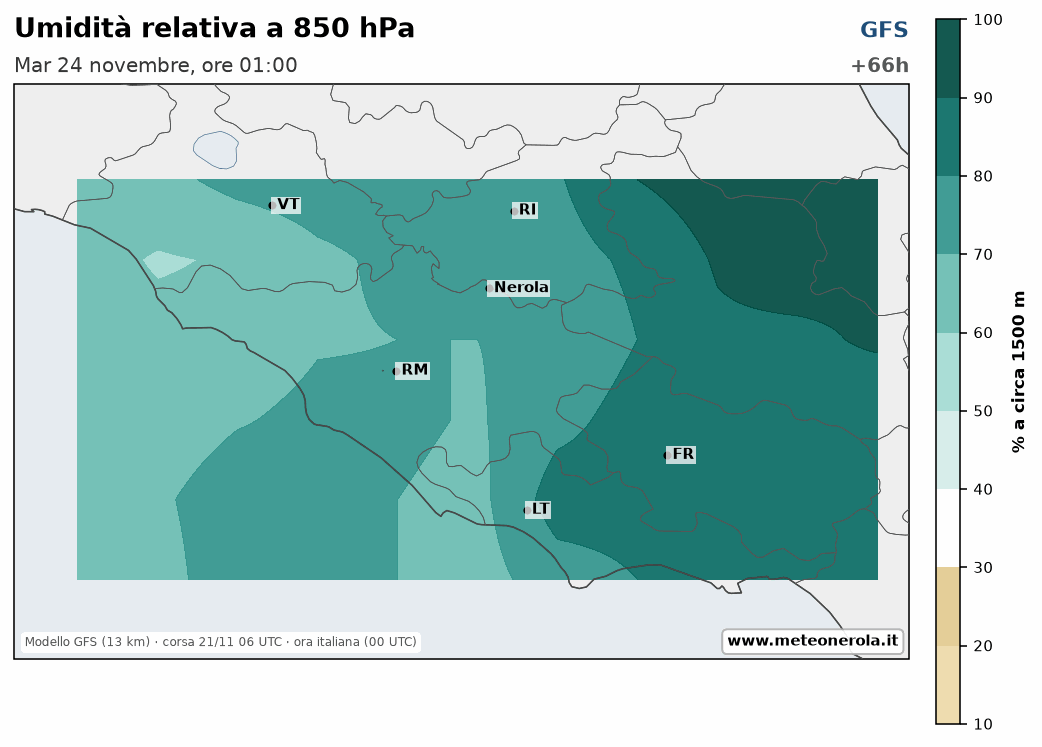 Umidità relativa a 850 hPa
GFS
Mar 24 novembre, ore 01:00
+66h
VT
RI
Nerola
RM
FR
LT
Modello GFS (13 km) · corsa 21/11 06 UTC · ora italiana (00 UTC)
www.meteonerola.it
100
90
80
70
60
50
40
30
20
10
% a circa 1500 m